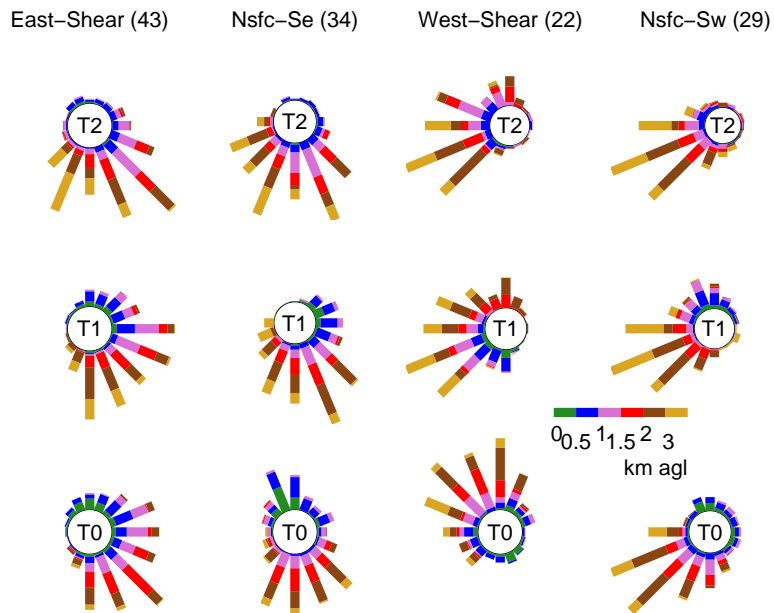 East−Shear (43) Nsfc−Se (34) West−Shear (22) Nsfc−Sw (29)
T2 T2 T2 T2
T1 T1 T1 T1
0 0.5 1 1.5 2 3
km agl
T0 T0 T0 T0